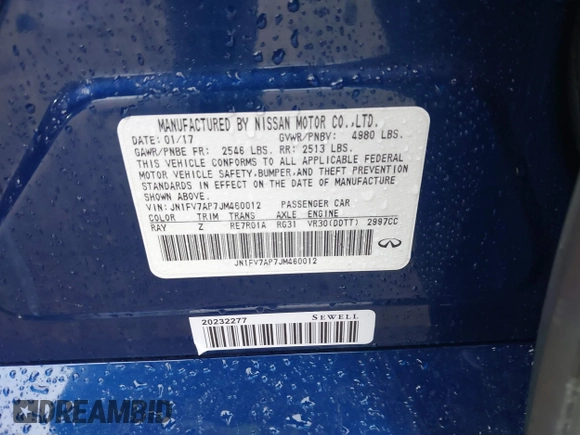 MANUFACTURED BY NISSAN MOTOR CO.,LTD.
DATE: 01/17 GVWR/PNBV: 4980 LBS.
GAWR/PNBE FR: 2546 LBS. RR: 2513 LBS.
THIS VEHICLE CONFORMS TO ALL APPLICABLE FEDERAL
MOTOR VEHICLE SAFETY,BUMPER,AND THEFT PREVENTION
STANDARDS IN EFFECT ON THE DATE OF MANUFACTURE
SHOWN ABOVE.
VIN: JN1FV7AP7JM460012 PASSENGER CAR
COLOR TRIM TRANS AXLE ENGINE
RAY Z RE7R01A RG31 VR30(DDTT) 2997CC
JN1FV7AP7JM460012
20232277 SEWELL
DREAMBID